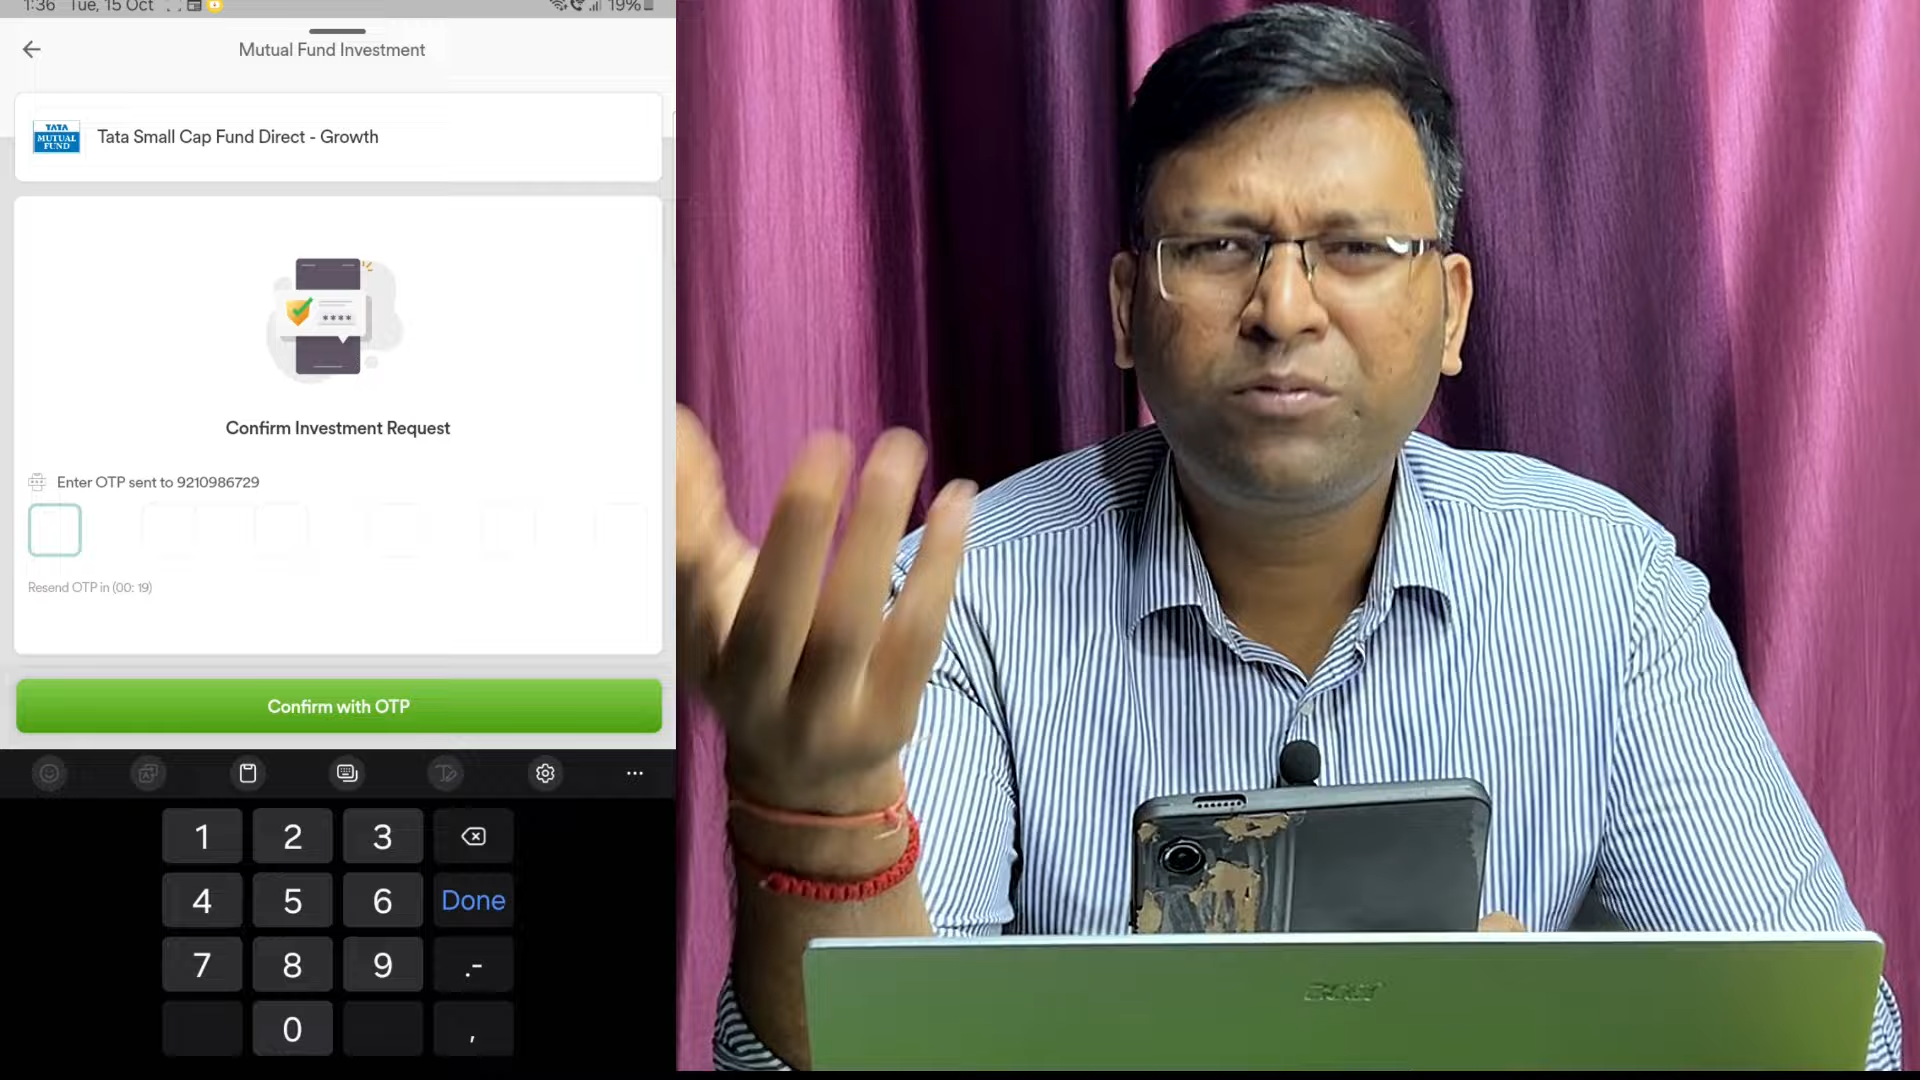 1:36 Tue, 15 Oct 19%
Mutual Fund Investment
TATA
MUTUAL
FUND
Tata Small Cap Fund Direct - Growth
****
Confirm Investment Request
Enter OTP sent to 9210986729
Resend OTP in (00: 19)
Confirm with OTP
1 2 3
4 5 6 Done
7 8 9 .-
0 ,
acer